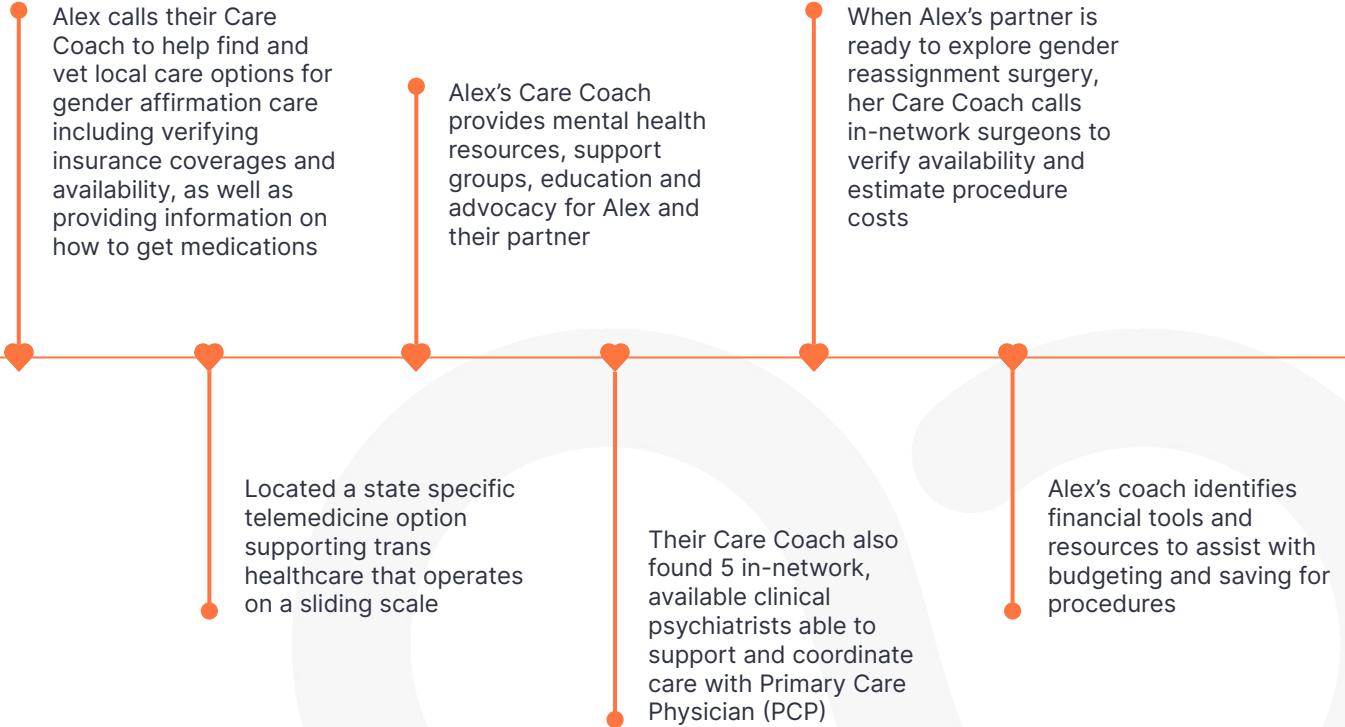 Alex calls their Care
Coach to help find and
vet local care options for
gender affirmation care
including verifying
insurance coverages and
availability, as well as
providing information on
how to get medications
Located a state specific
telemedicine option
supporting trans
healthcare that operates
on a sliding scale
Alex’s Care Coach
provides mental health
resources, support
groups, education and
advocacy for Alex and
their partner
Their Care Coach also
found 5 in-network,
available clinical
psychiatrists able to
support and coordinate
care with Primary Care
Physician (PCP)
When Alex’s partner is
ready to explore gender
reassignment surgery,
her Care Coach calls
in-network surgeons to
verify availability and
estimate procedure
costs
Alex’s coach identifies
financial tools and
resources to assist with
budgeting and saving for
procedures